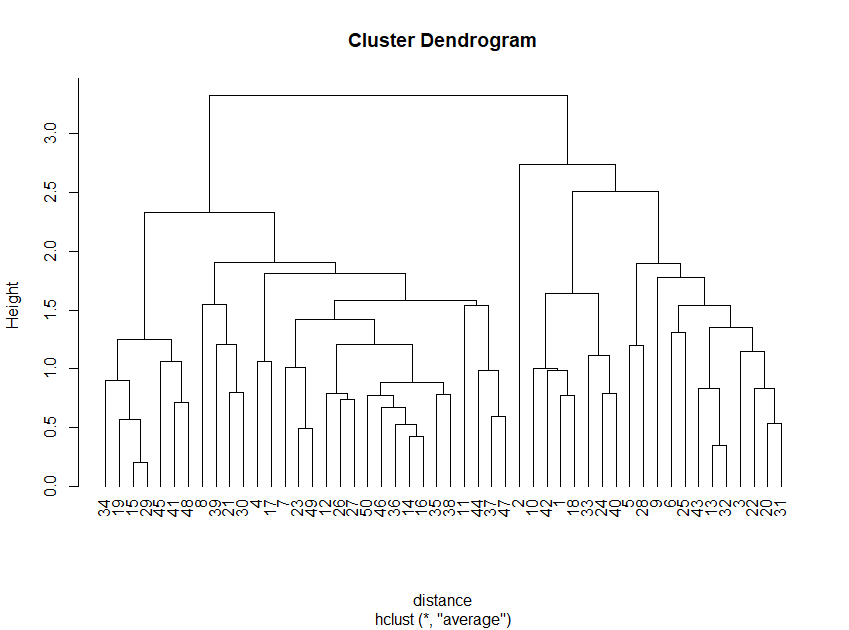 Cluster Dendrogram
Height
0.0 0.5 1.0 1.5 2.0 2.5 3.0
34 19 15 29 45 41 48 8 39 21 30 4 17 7 23 49 12 26 27 50 46 36 14 16 35 38 11 44 37 47 2 10 42 1 18 33 24 40 5 28 9 6 25 43 13 32 3 22 20 31
distance
hclust (*, "average")